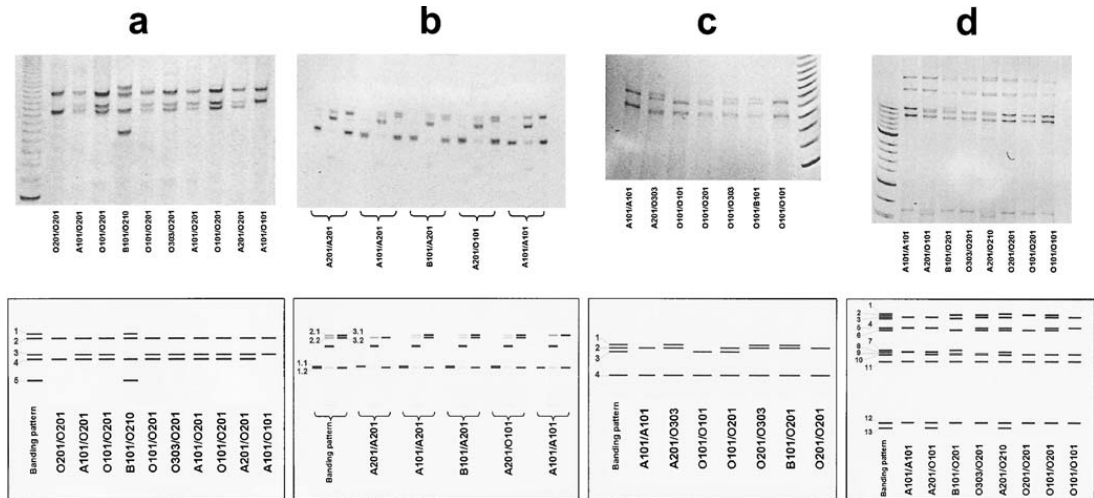 a b c d
O201/O201
A101/O201
O101/O201
B101/O210
O101/O201
O303/O201
A101/O201
O101/O201
A201/O201
A101/O101
A201/A201
A101/A201
B101/A201
A201/O101
A101/A101
A101/A101
A201/O303
O101/O101
O101/O201
O101/O303
O101/B101
O101/O101
A101/A101
A201/O101
B101/O201
O303/O201
A201/O210
O201/O201
O101/O201
O101/O101
1
2
3
4
5
Banding pattern
O201/O201
A101/O201
O101/O201
B101/O210
O101/O201
O303/O201
A101/O201
O101/O201
A201/O201
A101/O101
2.1 3.1
2.2 3.2
1.1
1.2
Banding pattern
A201/A201
A101/A201
B101/A201
A201/O101
A101/A101
1
2
3
4
Banding pattern
A101/A101
A201/O303
O101/O101
O101/O201
O201/O303
B101/O201
O201/O201
1
2
3
4
5
7
8
9
10
11
12
13
Banding pattern
A101/A101
A201/O101
B101/O201
O303/O201
A201/O210
O201/O201
O101/O201
O101/O101